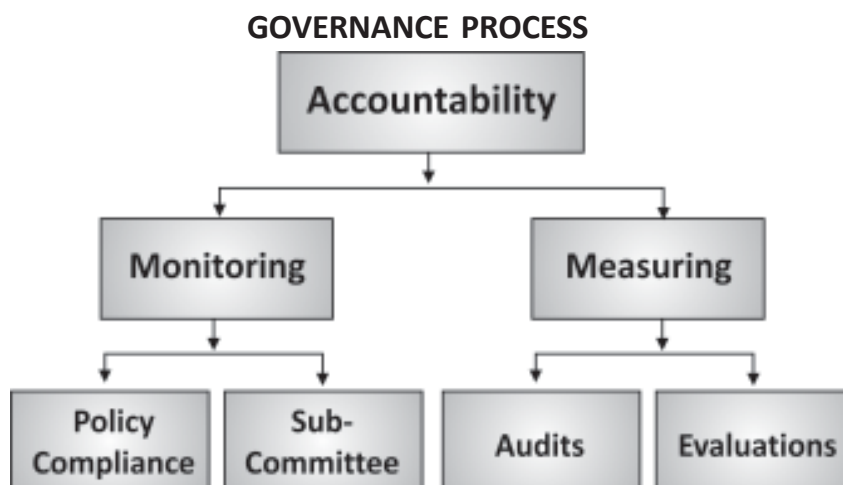 GOVERNANCE PROCESS
Accountability
Monitoring
Measuring
Policy
Compliance
Sub-
Committee
Audits
Evaluations